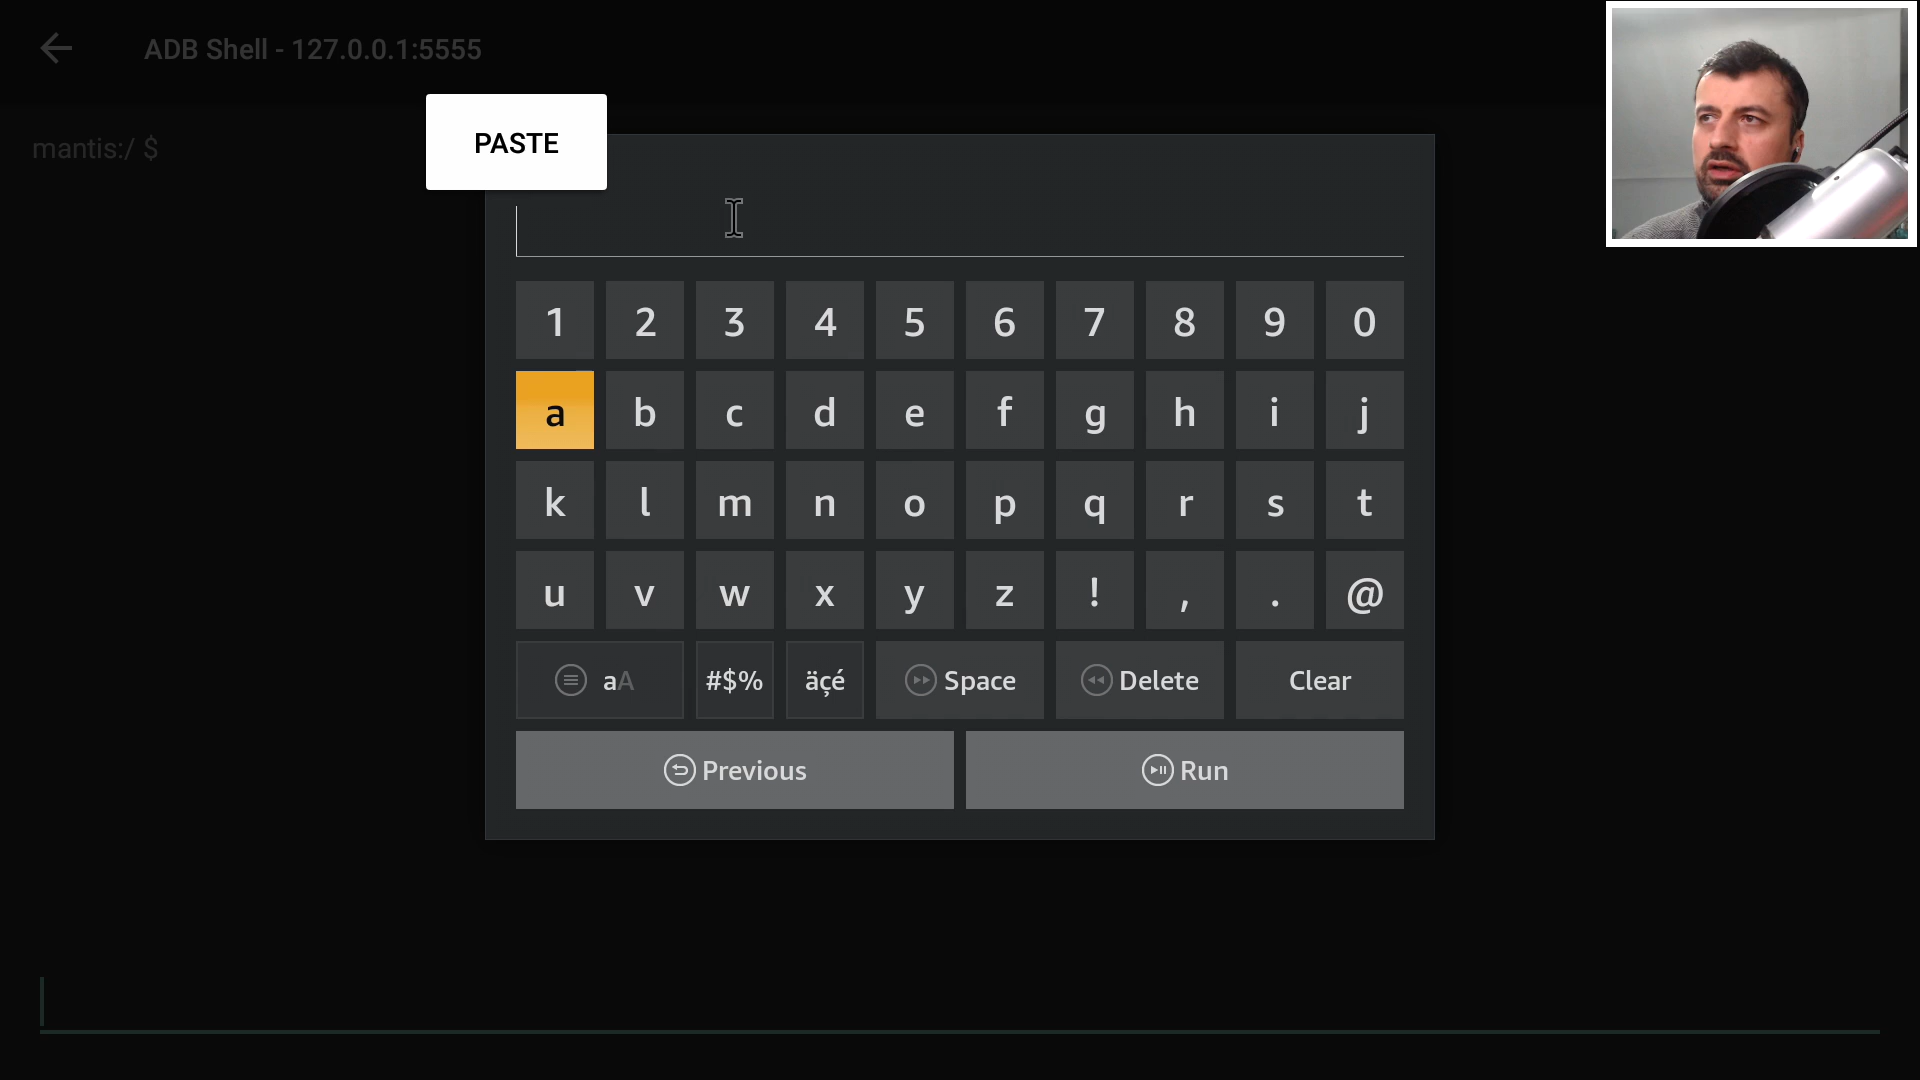 ADB Shell - 127.0.0.1:5555
mantis:/ $
PASTE
1 2 3 4 5 6 7 8 9 0
a b c d e f g h i j
k l m n o p q r s t
u v w x y z ! , . @
aA #$% äçé Space Delete Clear
Previous Run